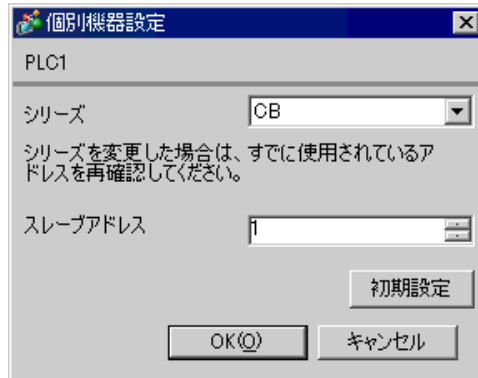 個別機器設定
PLC1
シリーズ
CB
シリーズを変更した場合は、すでに使用されているア
ドレスを再確認してください。
スレーブアドレス
1
初期設定
OK(O)
キャンセル